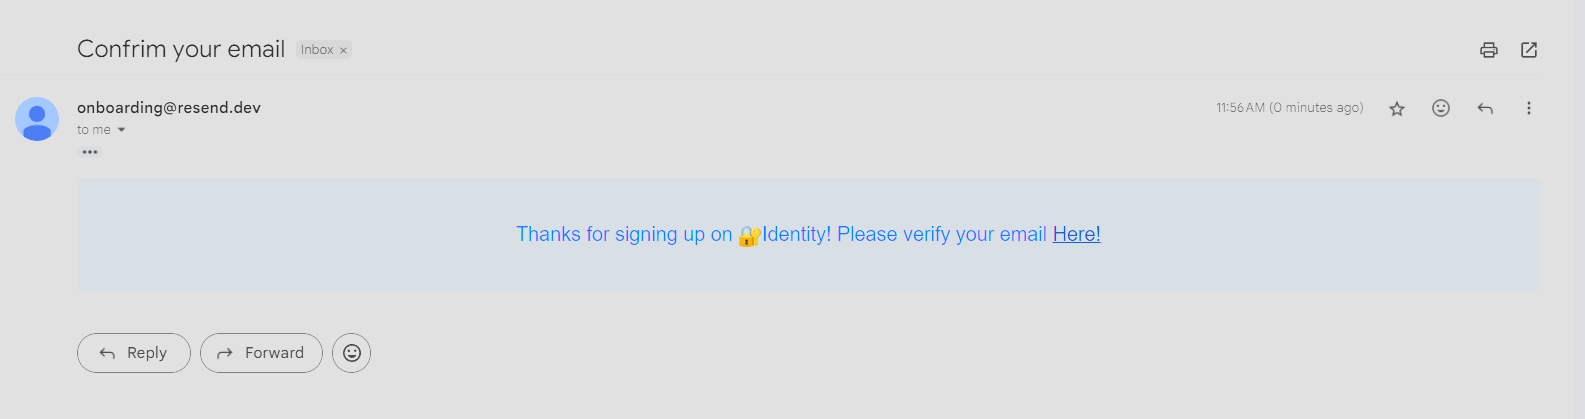 Confrim your email Inbox ×
onboarding@resend.dev 11:56 AM (0 minutes ago)
to me
Thanks for signing up on 🔐Identity! Please verify your email Here!
Reply Forward